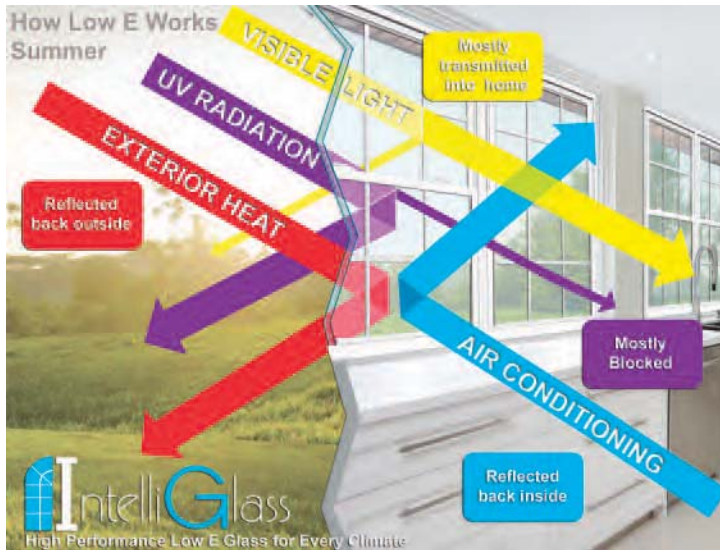 How Low E Works
Summer
VISIBLE LIGHT
Mostly
transmitted
into home
UV RADIATION
EXTERIOR HEAT
Reflected
back outside
Mostly
Blocked
AIR CONDITIONING
Reflected
back inside
IntelliGlass
High Performance Low E Glass for Every Climate